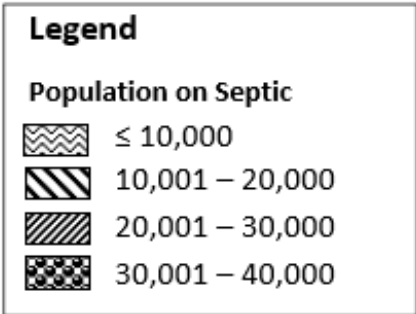 Legend
Population on Septic
≤ 10,000
10,001 – 20,000
20,001 – 30,000
30,001 – 40,000